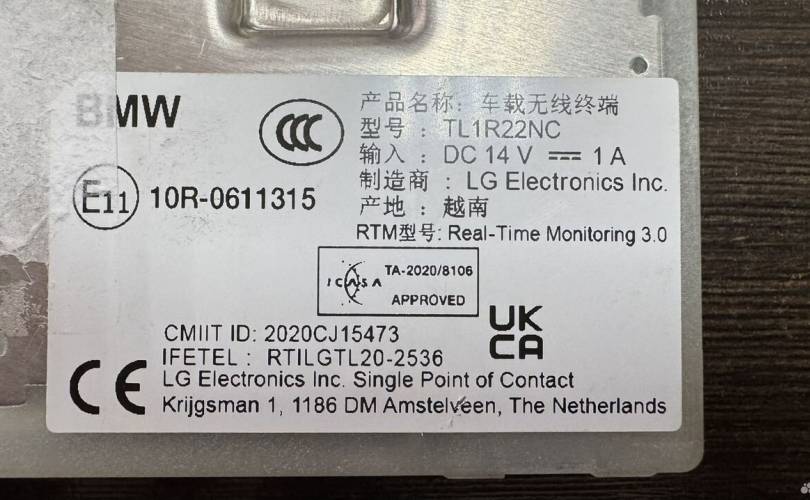 BMW
产品名称：车载无线终端
型号：TL1R22NC
输入：DC 14 V 1 A
制造商：LG Electronics Inc.
产地：越南
RTM型号: Real-Time Monitoring 3.0
CCC
E11 10R-0611315
ICASA TA-2020/8106
APPROVED
UK
CA
CMIIT ID: 2020CJ15473
IFETEL : RTILGTL20-2536
CE
LG Electronics Inc. Single Point of Contact
Krijgsman 1, 1186 DM Amstelveen, The Netherlands